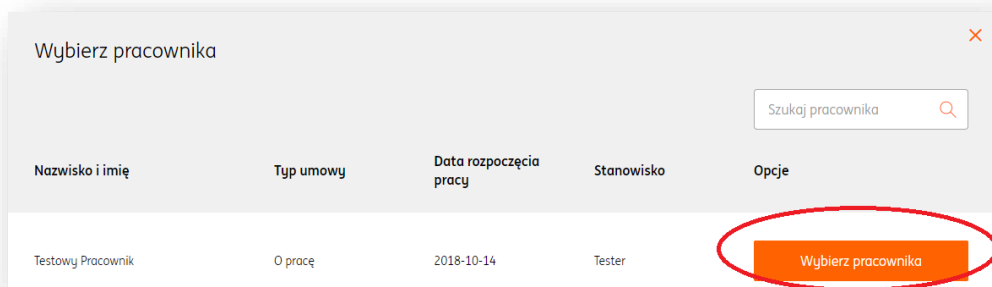 Wybierz pracownika
Szukaj pracownika
Nazwisko i imię
Typ umowy
Data rozpoczęcia
pracy
Stanowisko
Opcje
Testowy Pracownik
O pracę
2018-10-14
Tester
Wybierz pracownika